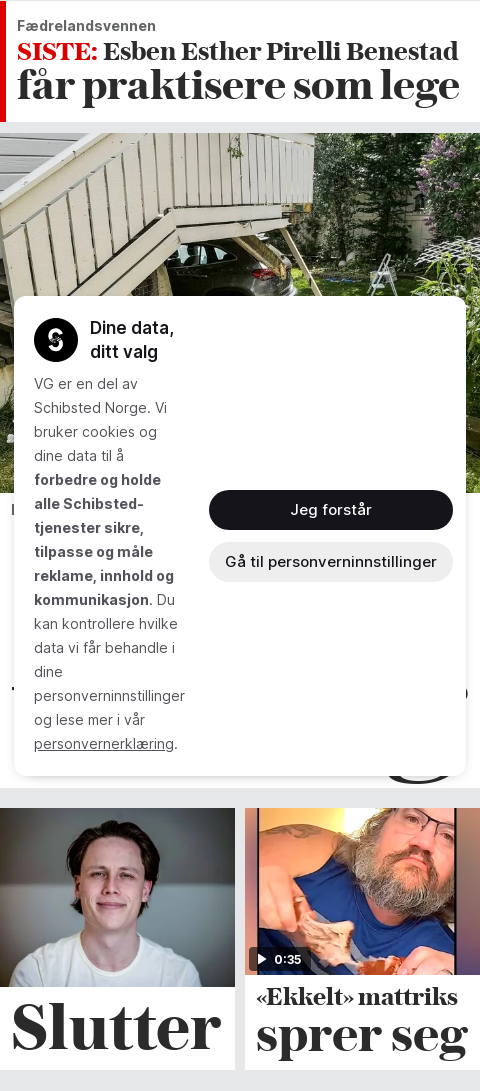 Fædrelandsvennen
SISTE: Esben Esther Pirelli Benestad
får praktisere som lege
Dine data,
ditt valg
VG er en del av
Schibsted Norge. Vi
bruker cookies og
dine data til å
forbedre og holde
alle Schibsted-
tjenester sikre,
tilpasse og måle
reklame, innhold og
kommunikasjon. Du
kan kontrollere hvilke
data vi får behandle i
dine
personverninnstillinger
og lese mer i vår
personvernerklæring.
Jeg forstår
Gå til personverninnstillinger
0:35
Slutter
«Ekkelt» mattriks
sprer seg